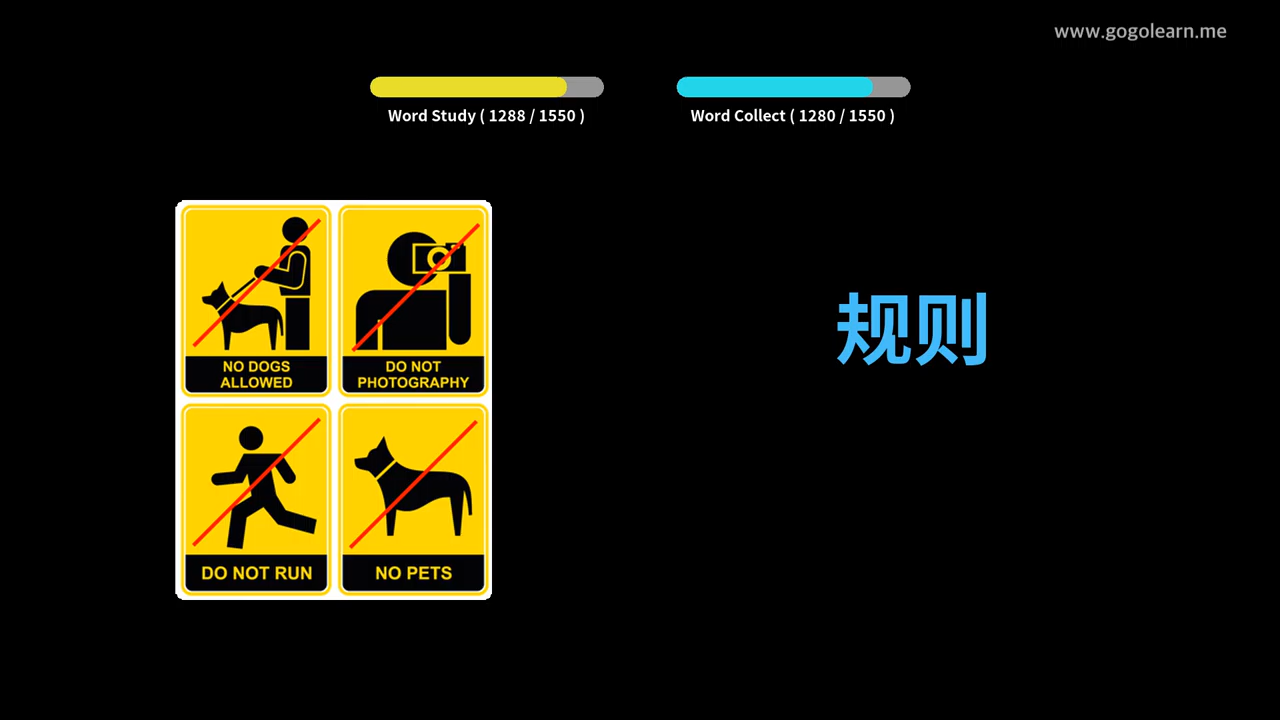 www.gogolearn.me
Word Study ( 1288 / 1550 )
Word Collect ( 1280 / 1550 )
NO DOGS
ALLOWED
DO NOT
PHOTOGRAPHY
规则
DO NOT RUN
NO PETS